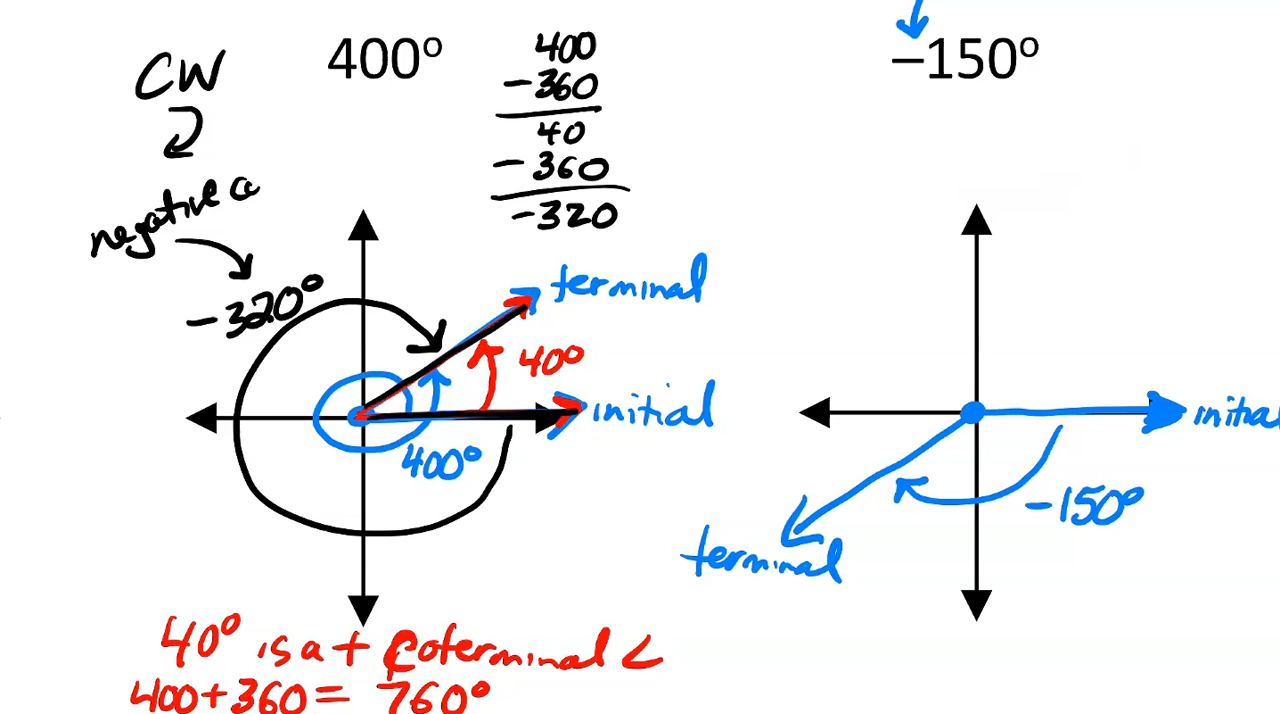 CW
400°
400
-360
40
-360
-320
negative
-320°
terminal
40°
initial
400°
40° is a + coterminal <
400+360= 760°
-150°
initial
-150°
terminal